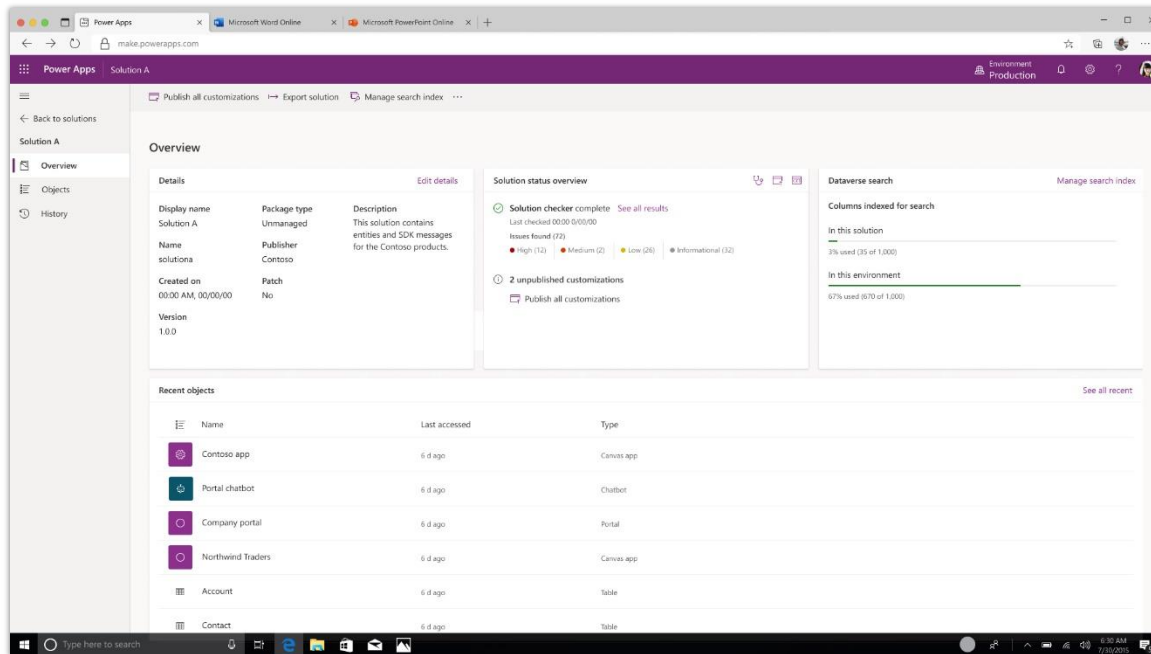 Power Apps
Microsoft Word Online
Microsoft PowerPoint Online
make.powerapps.com
Power Apps Solution A
Environment
Production
Publish all customizations
Export solution
Manage search index
Back to solutions
Solution A
Overview
Objects
History
Overview
Details
Edit details
Display name
Solution A
Package type
Unmanaged
Description
This solution contains
entities and SDK messages
for the Contoso products.
Name
solutiona
Publisher
Contoso
Created on
00:00 AM, 00/00/00
Patch
No
Version
1.0.0
Solution status overview
Solution checker complete See all results
Last checked 00:00 0/00/00
Issues found (72)
High (12) Medium (2) Low (26) Informational (32)
2 unpublished customizations
Publish all customizations
Dataverse search
Manage search index
Columns indexed for search
In this solution
3% used (35 of 1,000)
In this environment
67% used (670 of 1,000)
Recent objects
See all recent
Name Last accessed Type
Contoso app 6 d ago Canvas app
Portal chatbot 6 d ago Chatbot
Company portal 6 d ago Portal
Northwind Traders 6 d ago Canvas app
Account 6 d ago Table
Contact 6 d ago Table
Type here to search
6:30 AM
7/30/2015